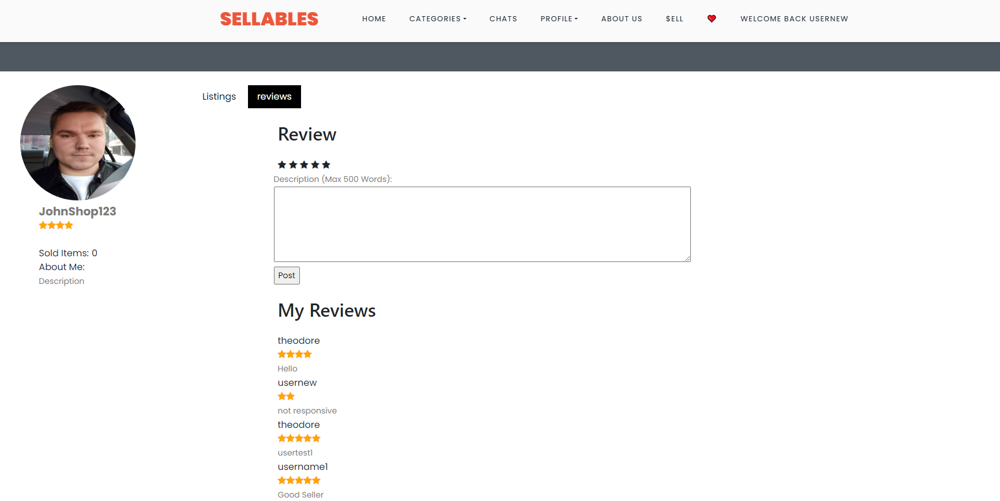 SELLABLES
HOME CATEGORIES CHATS PROFILE ABOUT US $ELL WELCOME BACK USERNEW
Listings reviews
JohnShop123
Sold Items: 0
About Me:
Description
Review
Description (Max 500 Words):
Post
My Reviews
theodore
Hello
usernew
not responsive
theodore
usertest1
username1
Good Seller